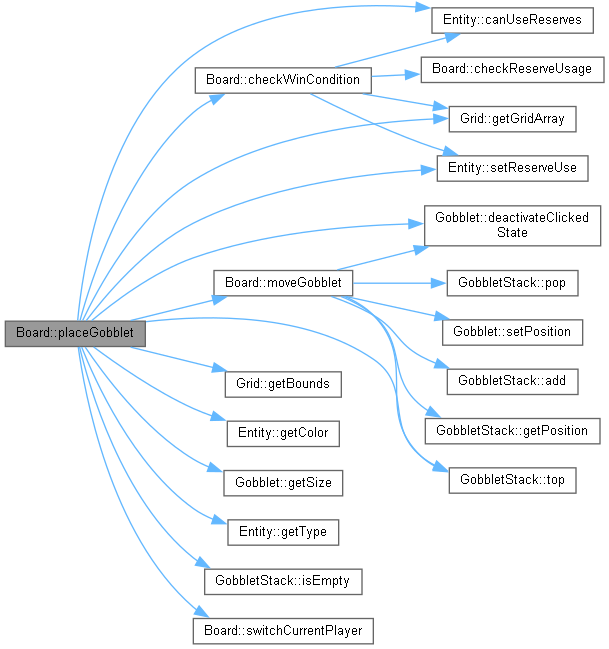 Entity::canUseReserves
Board::checkWinCondition
Board::checkReserveUsage
Grid::getGridArray
Entity::setReserveUse
Gobblet::deactivateClicked
State
Board::moveGobblet
GobbletStack::pop
Board::placeGobblet
Gobblet::setPosition
Grid::getBounds
GobbletStack::add
Entity::getColor
GobbletStack::getPosition
Gobblet::getSize
GobbletStack::top
Entity::getType
GobbletStack::isEmpty
Board::switchCurrentPlayer